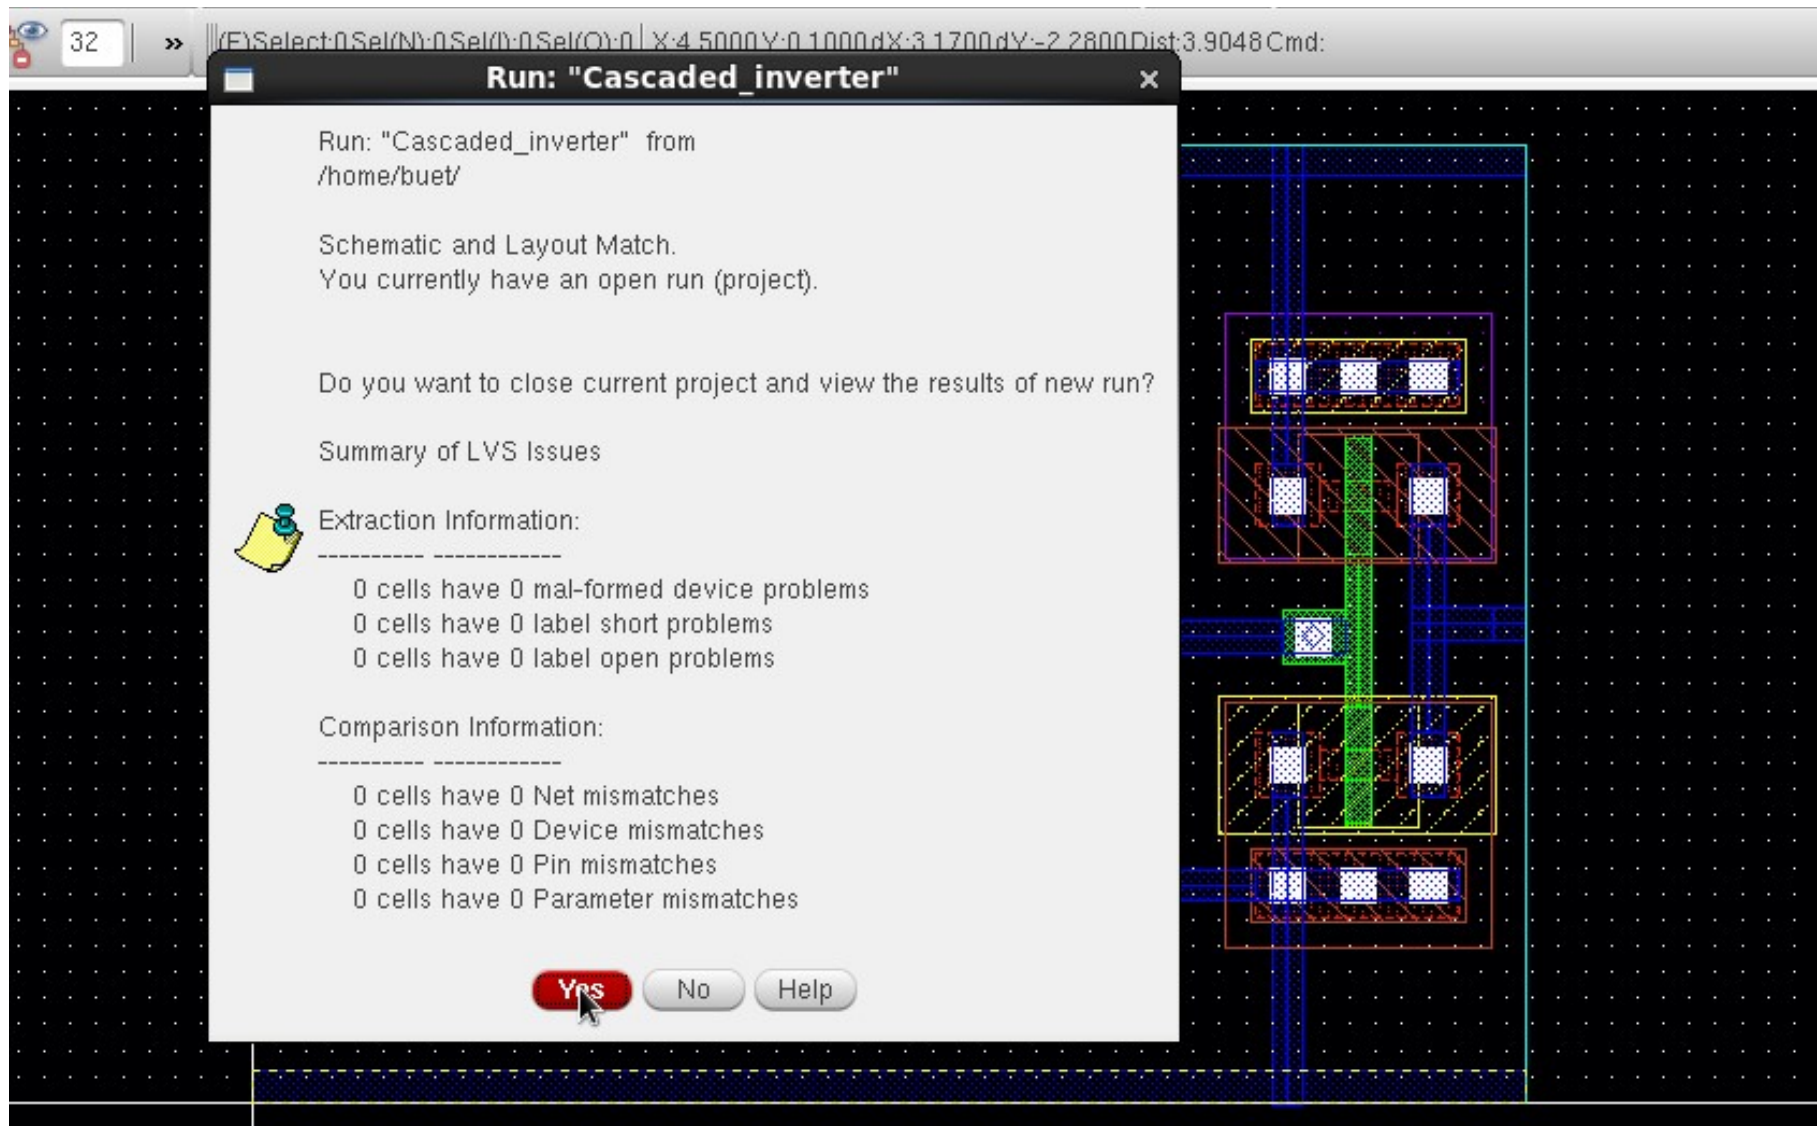 32 » (F)Select:0 Sel(N):0 Sel(I):0 Sel(O):0 X:4.5000 Y:0.1000 dX:3.1700 dY:-2.2800 Dist:3.9048 Cmd:
Run: "Cascaded_inverter"
Run: "Cascaded_inverter" from
/home/buet/
Schematic and Layout Match.
You currently have an open run (project).
Do you want to close current project and view the results of new run?
Summary of LVS Issues
Extraction Information:
---------- ------------
0 cells have 0 mal-formed device problems
0 cells have 0 label short problems
0 cells have 0 label open problems
Comparison Information:
---------- ------------
0 cells have 0 Net mismatches
0 cells have 0 Device mismatches
0 cells have 0 Pin mismatches
0 cells have 0 Parameter mismatches
Yes No Help